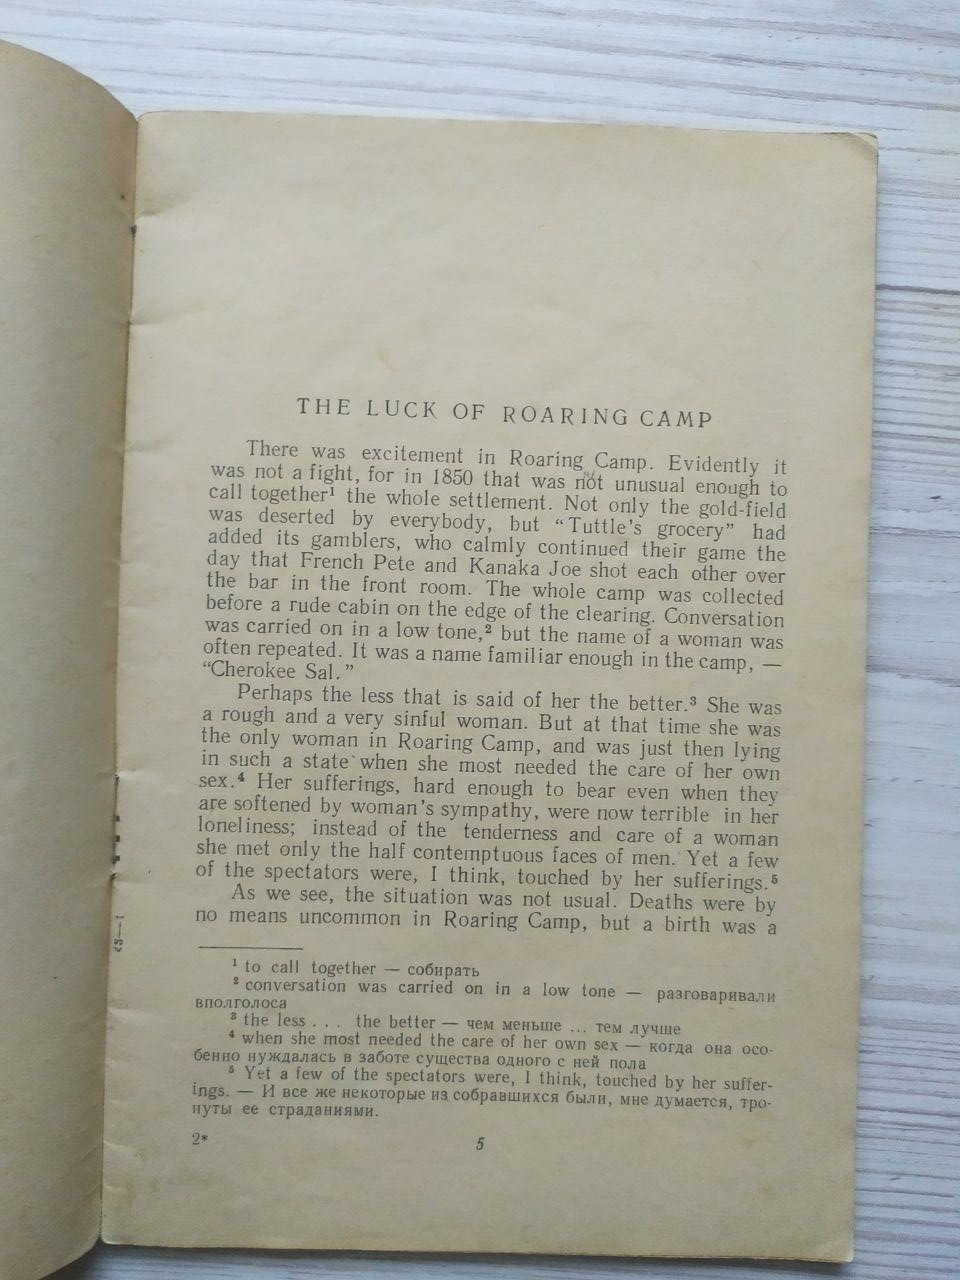 THE LUCK OF ROARING CAMP
There was excitement in Roaring Camp. Evidently it
was not a fight, for in 1850 that was not unusual enough to
call together¹ the whole settlement. Not only the gold-field
was deserted by everybody, but “Tuttle's grocery” had
added its gamblers, who calmly continued their game the
day that French Pete and Kanaka Joe shot each other over
the bar in the front room. The whole camp was collected
before a rude cabin on the edge of the clearing. Conversation
was carried on in a low tone,² but the name of a woman was
often repeated. It was a name familiar enough in the camp, —
“Cherokee Sal.”
Perhaps the less that is said of her the better.³ She was
a rough and a very sinful woman. But at that time she was
the only woman in Roaring Camp, and was just then lying
in such a state when she most needed the care of her own
sex.⁴ Her sufferings, hard enough to bear even when they
are softened by woman's sympathy, were now terrible in her
loneliness; instead of the tenderness and care of a woman
she met only the half contemptuous faces of men. Yet a few
of the spectators were, I think, touched by her sufferings.⁵
As we see, the situation was not usual. Deaths were by
no means uncommon in Roaring Camp, but a birth was a
¹ to call together — собирать
² conversation was carried on in a low tone — разговаривали
вполголоса
³ the less . . . the better — чем меньше ... тем лучше
⁴ when she most needed the care of her own sex — когда она осо-
бенно нуждалась в заботе существа одного с ней пола
⁵ Yet a few of the spectators were, I think, touched by her suffer-
ings. — И все же некоторые из собравшихся были, мне думается, тро-
нуты ее страданиями.
2*
5